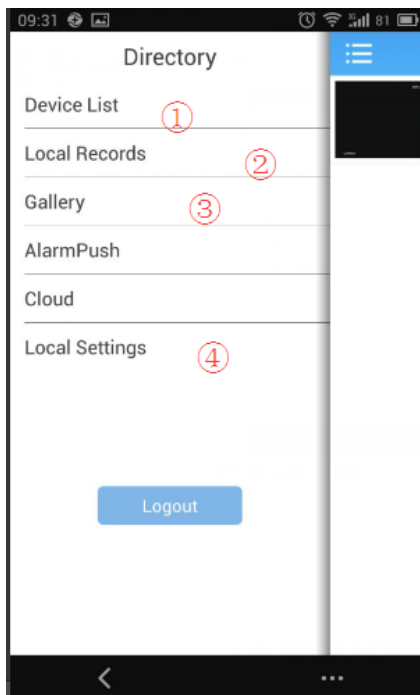 09:31 81
Directory
Device List ①
Local Records ②
Gallery ③
AlarmPush
Cloud
Local Settings ④
Logout